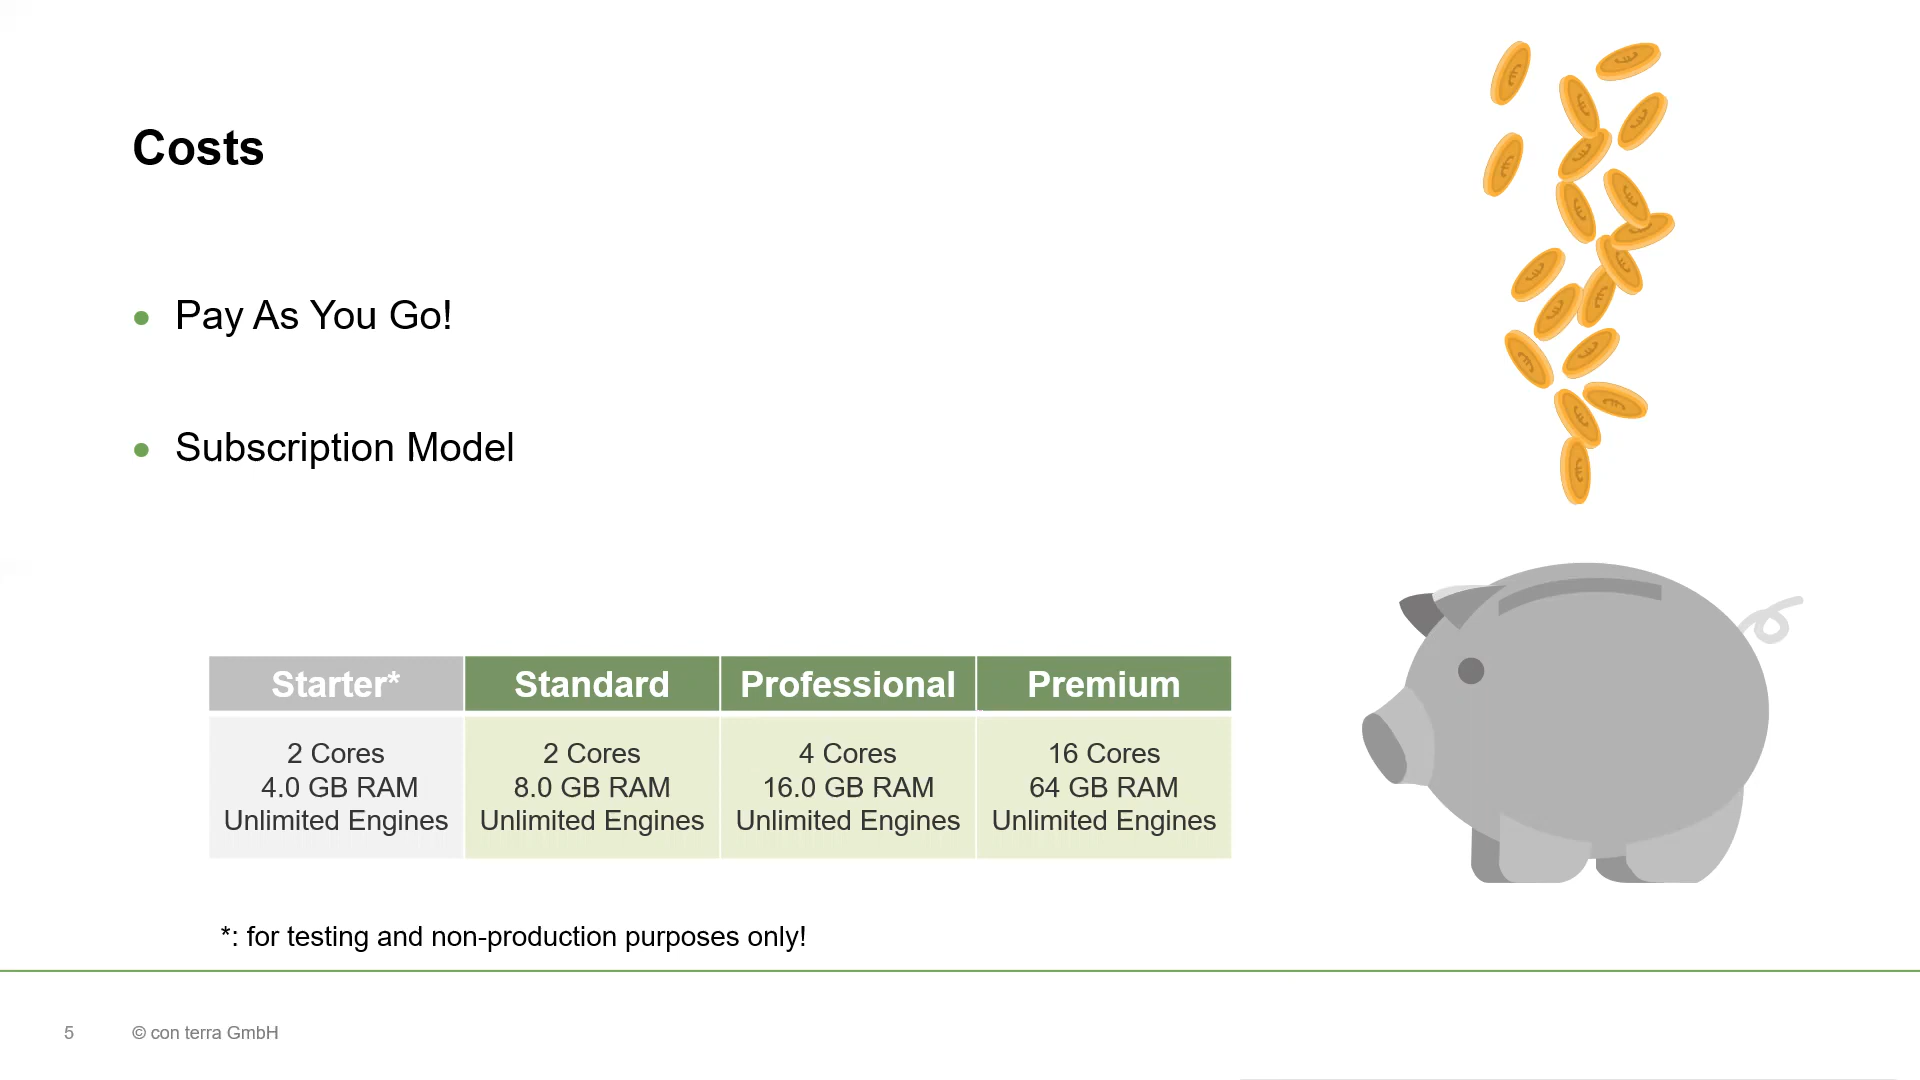 Costs
Pay As You Go!
Subscription Model
Starter* Standard Professional Premium
2 Cores 2 Cores 4 Cores 16 Cores
4.0 GB RAM 8.0 GB RAM 16.0 GB RAM 64 GB RAM
Unlimited Engines Unlimited Engines Unlimited Engines Unlimited Engines
*: for testing and non-production purposes only!
5 © con terra GmbH